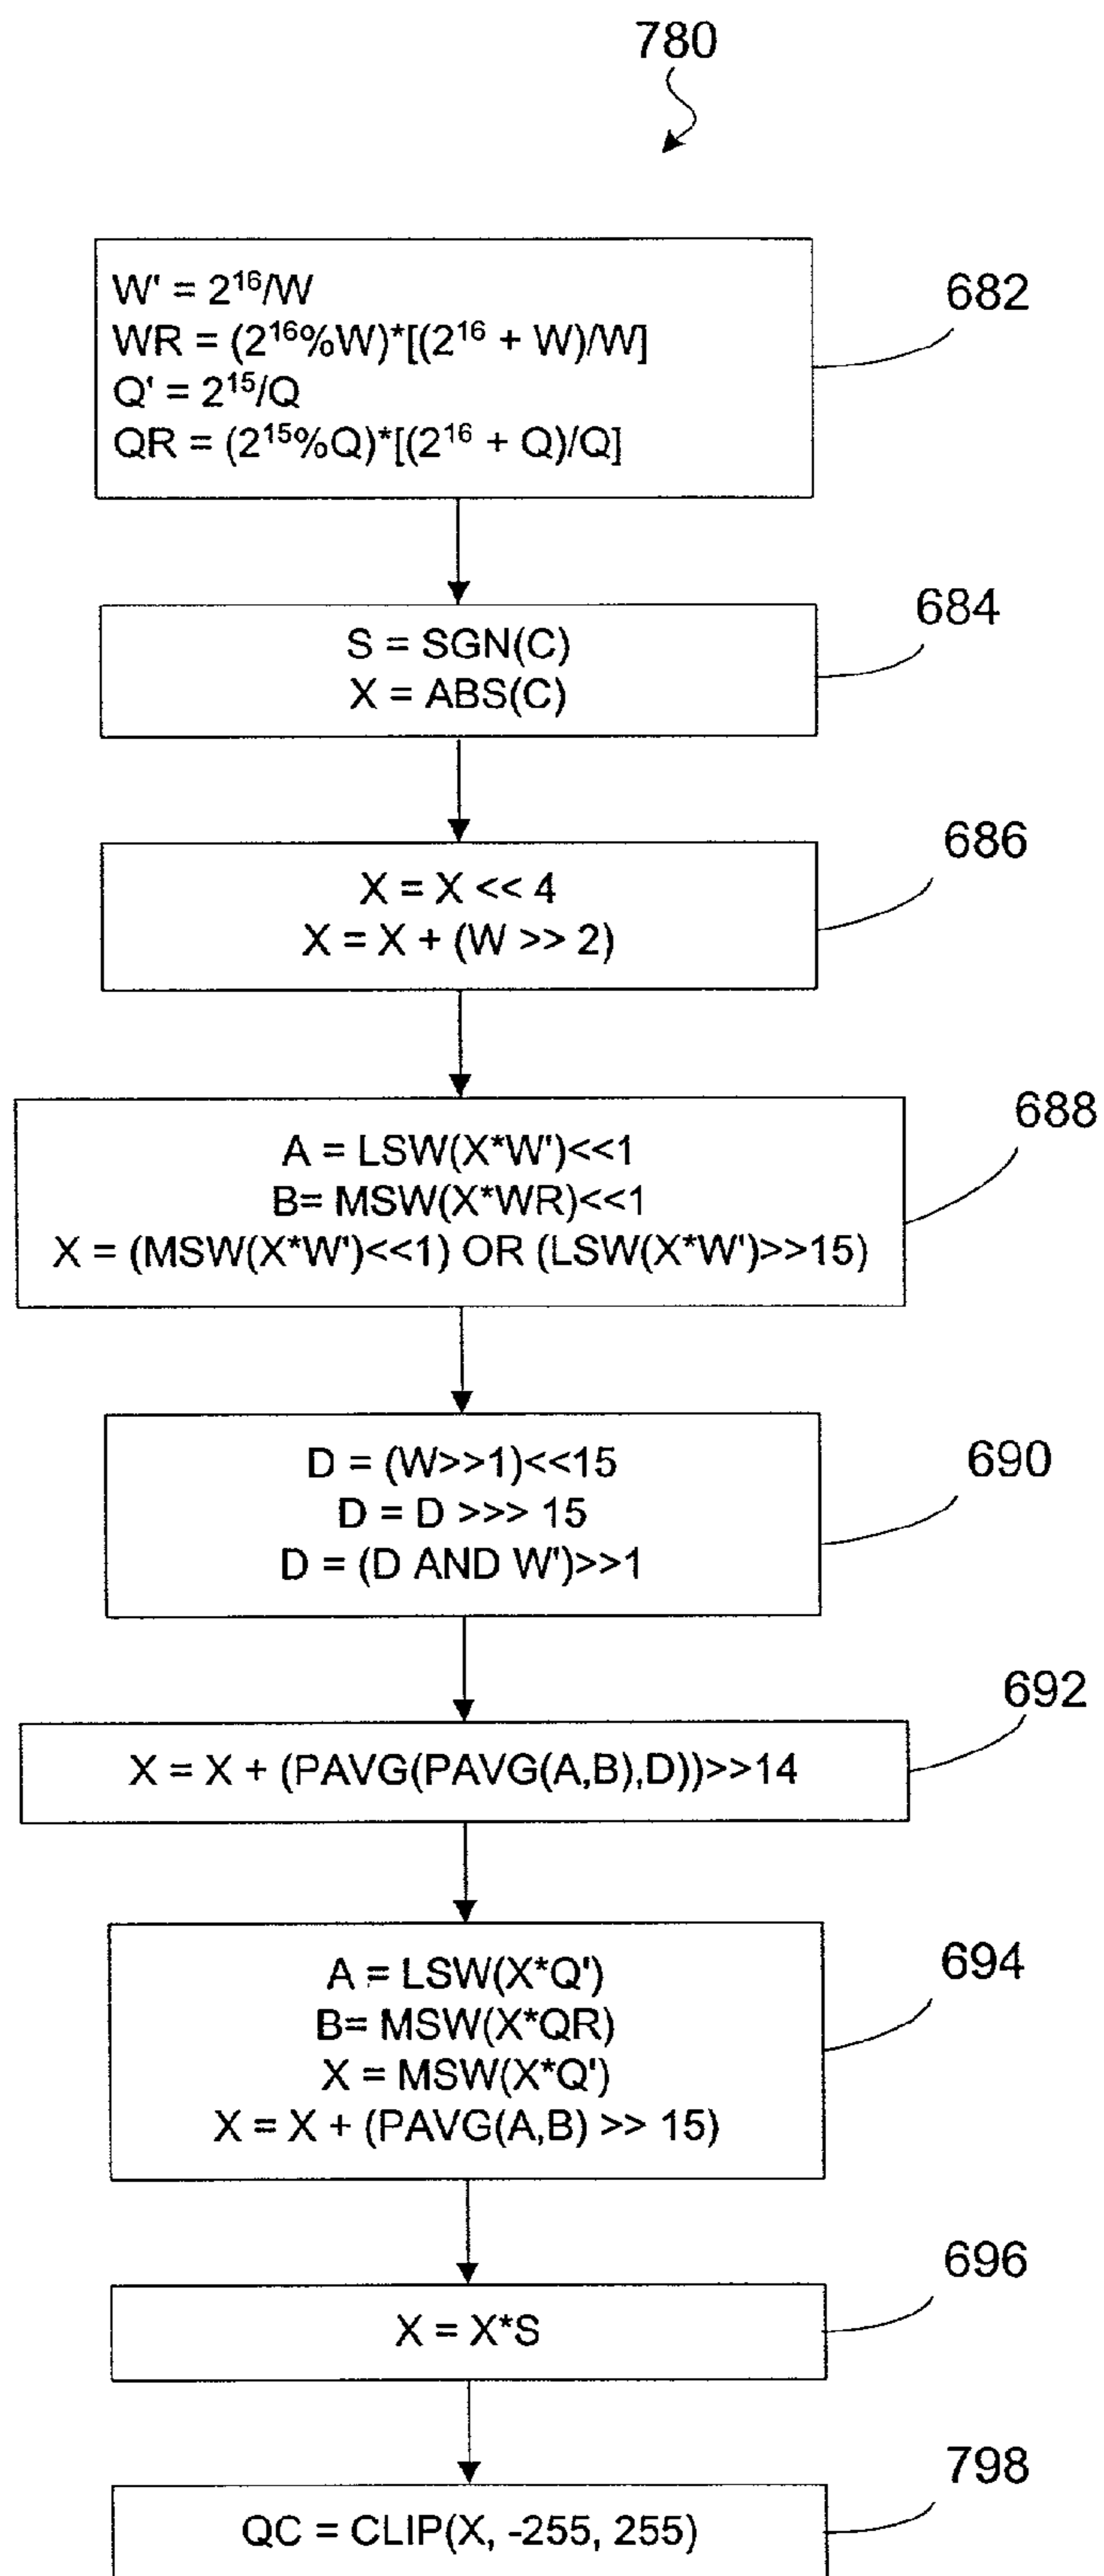 780
W' = 2¹⁶/W
WR = (2¹⁶%W)*[(2¹⁶ + W)/W]
Q' = 2¹⁵/Q
QR = (2¹⁵%Q)*[(2¹⁶ + Q)/Q]
682
S = SGN(C)
X = ABS(C)
684
X = X << 4
X = X + (W >> 2)
686
A = LSW(X*W')<<1
B= MSW(X*WR)<<1
X = (MSW(X*W')<<1) OR (LSW(X*W')>>15)
688
D = (W>>1)<<15
D = D >>> 15
D = (D AND W')>>1
690
X = X + (PAVG(PAVG(A,B),D))>>14
692
A = LSW(X*Q')
B= MSW(X*QR)
X = MSW(X*Q')
X = X + (PAVG(A,B) >> 15)
694
X = X*S
696
QC = CLIP(X, -255, 255)
798